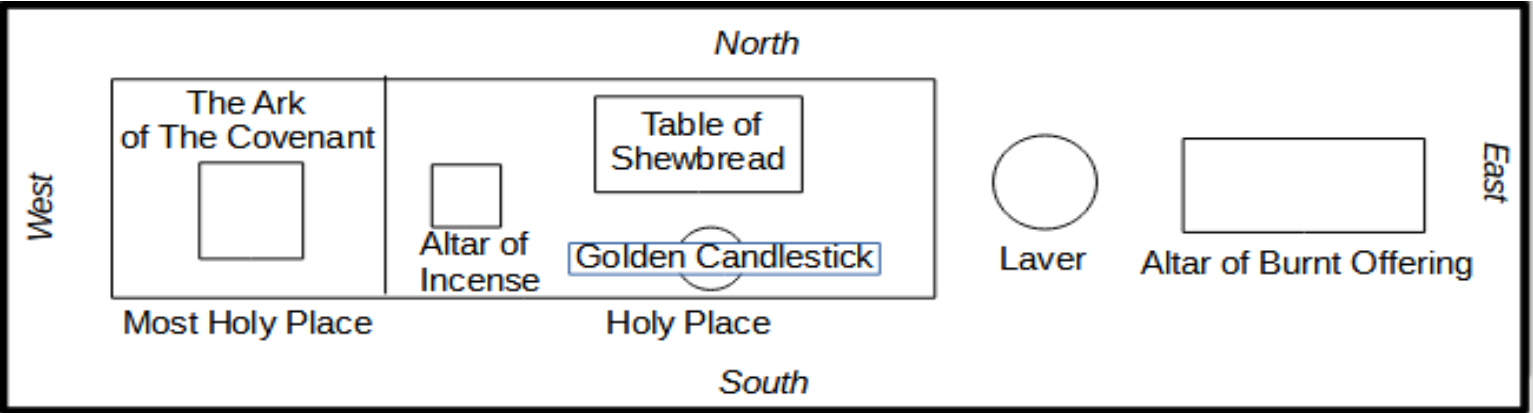 North
The Ark
of The Covenant
Table of
Shewbread
West
East
Altar of
Incense
Golden Candlestick
Laver
Altar of Burnt Offering
Most Holy Place
Holy Place
South